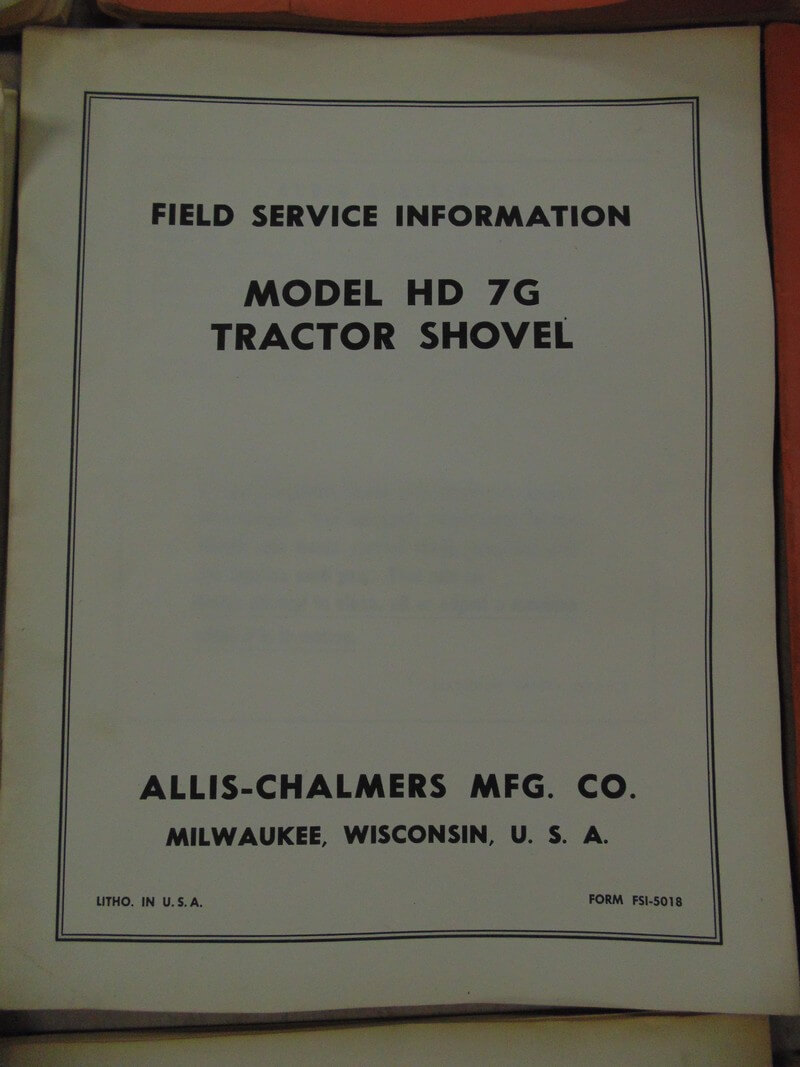 FIELD SERVICE INFORMATION
MODEL HD 7G
TRACTOR SHOVEL
ALLIS-CHALMERS MFG. CO.
MILWAUKEE, WISCONSIN, U. S. A.
LITHO. IN U. S. A.
FORM FSI-5018